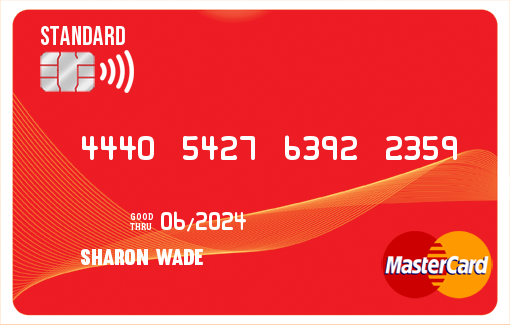 STANDARD
4440 5427 6392 2359
GOOD
THRU 06/2024
SHARON WADE
MasterCard